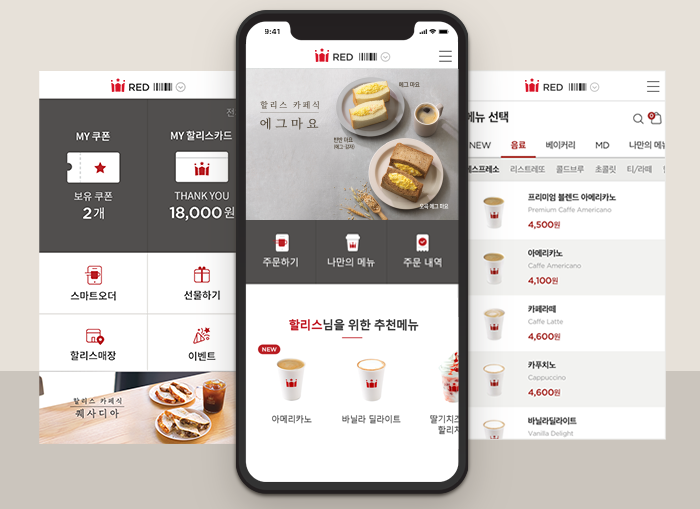 RED
MY 쿠폰
보유 쿠폰
2개
전
MY 할리스카드
THANK YOU
18,000원
스마트오더
선물하기
할리스매장
이벤트
할리스 카페식
퀘사디아
9:41
RED
할리스 카페식
에그마요
에그 마요
반반 마요
(에그·감자)
오곡 에그 마요
주문하기
나만의 메뉴
주문 내역
할리스님을 위한 추천메뉴
NEW
아메리카노
바닐라 딜라이트
딸기치즈
할리치
RED
메뉴 선택
0
NEW
음료
베이커리
MD
나만의 메뉴
에스프레소
리스트레또
콜드브루
초콜릿
티/라떼
프리미엄 블렌드 아메리카노
Premium Caffe Americano
4,500원
아메리카노
Caffe Americano
4,100원
카페라떼
Caffe Latte
4,600원
카푸치노
Cappuccino
4,600원
바닐라딜라이트
Vanilla Delight